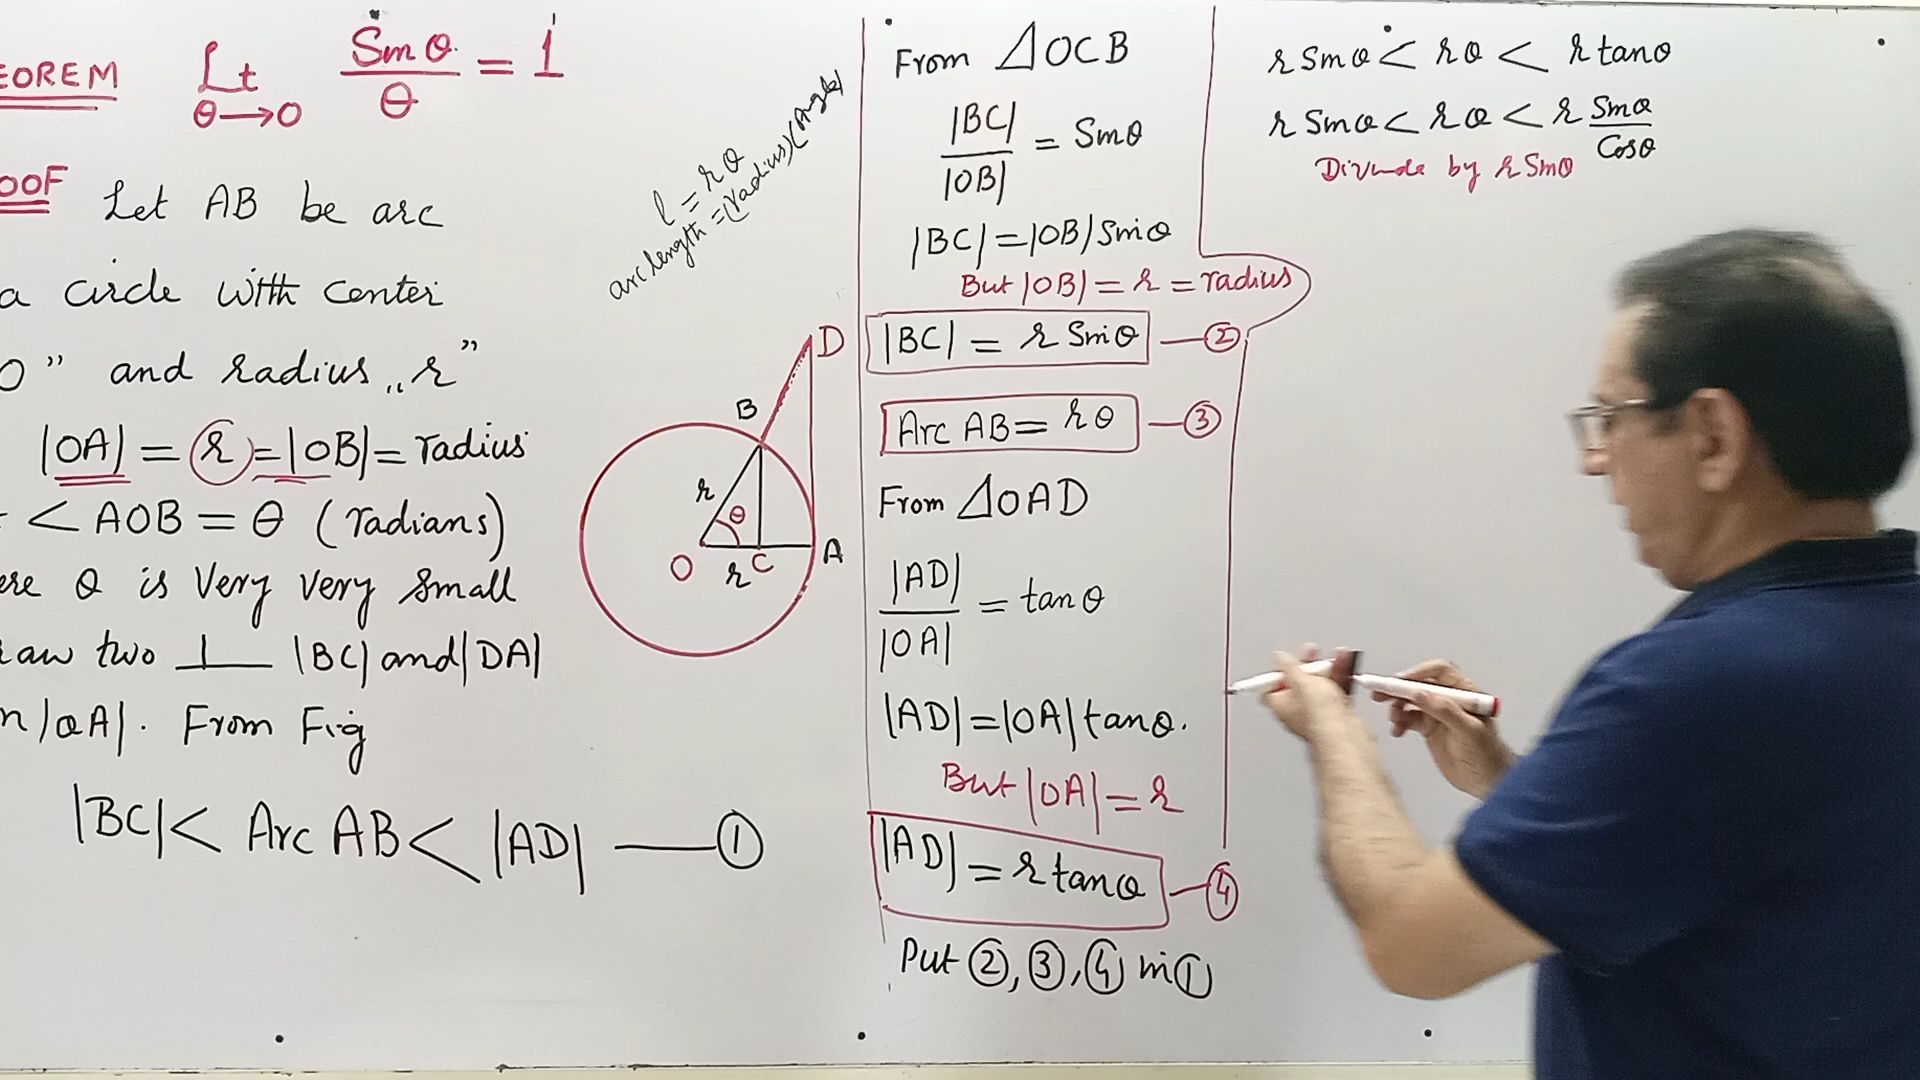 EOREM Lt θ→0 Sinθ/θ = 1
OOF Let AB be arc
a circle with center
O" and radius „r"
|OA| = r = |OB| = radius
<AOB = θ (radians)
ere θ is very very small
raw two ⊥ |BC| and |DA|
n |OA|. From Fig
|BC| < Arc AB < |AD| — ①
l = rθ
arc length = (radius)(Angle)
D
B
r
θ
O
r
C
A
From △OCB
|BC|/|OB| = Sinθ
|BC| = |OB| Sinθ
But |OB| = r = radius
|BC| = r Sinθ — ②
Arc AB = rθ — ③
From △OAD
|AD|/|OA| = tanθ
|AD| = |OA| tanθ.
But |OA| = r
|AD| = r tanθ — ④
Put ②, ③, ④ in ①
r Sinθ < rθ < r tanθ
r Sinθ < rθ < r Sinθ/Cosθ
Divide by r Sinθ